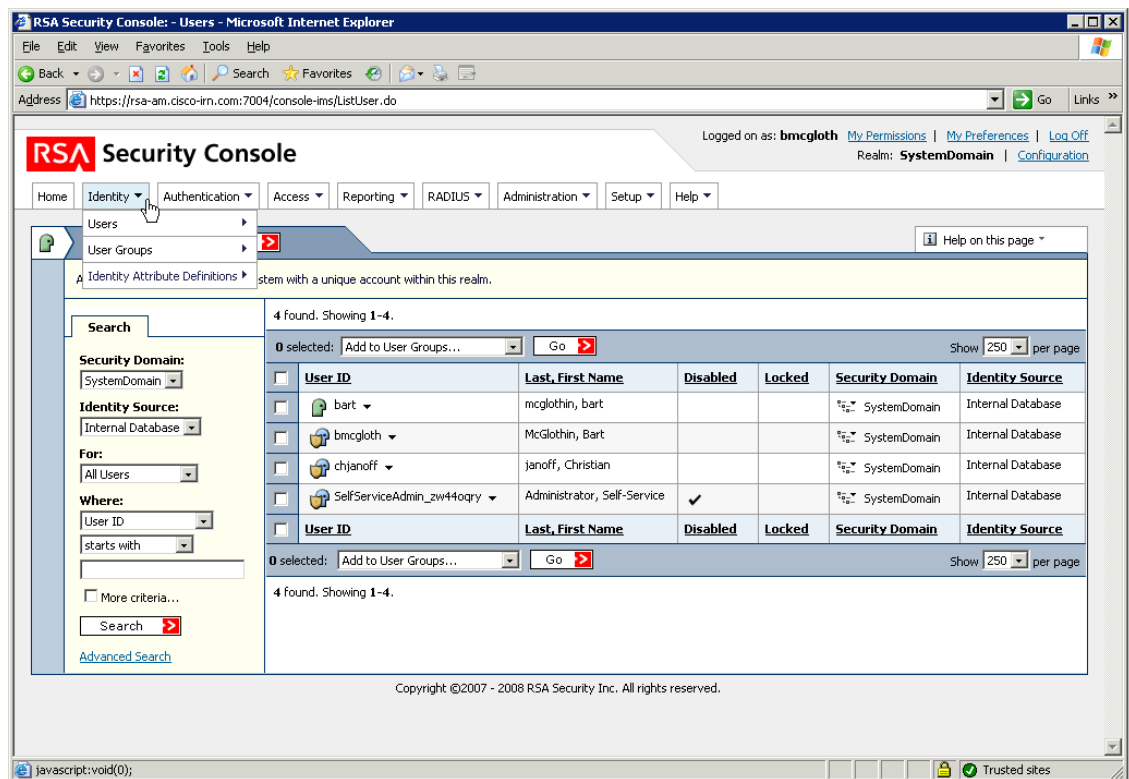 RSA Security Console: - Users - Microsoft Internet Explorer
File Edit View Favorites Tools Help
Back Search Favorites
Address https://rsa-am.cisco-irn.com:7004/console-ims/ListUser.do Go Links »
RSA Security Console
Logged on as: bmcgloth My Permissions | My Preferences | Log Off
Realm: SystemDomain | Configuration
Home Identity Authentication Access Reporting RADIUS Administration Setup Help
Users
User Groups
Identity Attribute Definitions
Help on this page
stem with a unique account within this realm.
Search
Security Domain:
SystemDomain
Identity Source:
Internal Database
For:
All Users
Where:
User ID
starts with
More criteria...
Search
Advanced Search
4 found. Showing 1-4.
0 selected: Add to User Groups... Go Show 250 per page
User ID Last, First Name Disabled Locked Security Domain Identity Source
bart mcglothin, bart SystemDomain Internal Database
bmcgloth McGlothin, Bart SystemDomain Internal Database
chjanoff janoff, Christian SystemDomain Internal Database
SelfServiceAdmin_zw44oqry Administrator, Self-Service ✔ SystemDomain Internal Database
User ID Last, First Name Disabled Locked Security Domain Identity Source
0 selected: Add to User Groups... Go Show 250 per page
4 found. Showing 1-4.
Copyright ©2007 - 2008 RSA Security Inc. All rights reserved.
javascript:void(0); Trusted sites